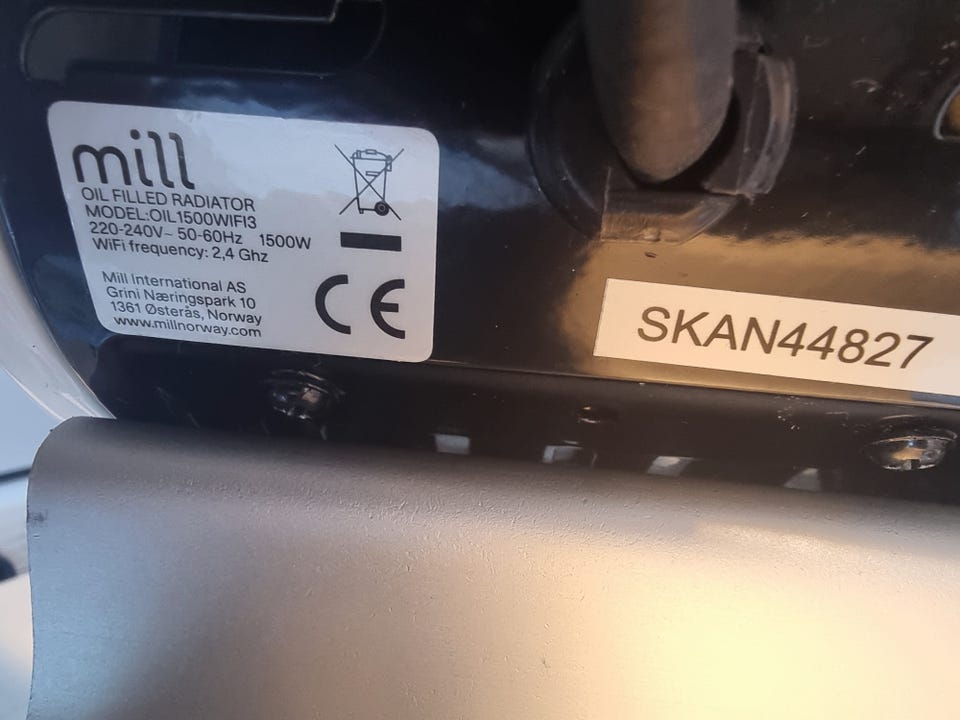 mill
OIL FILLED RADIATOR
MODEL:OIL1500WIFI3
220-240V~ 50-60Hz 1500W
WiFi frequency: 2,4 Ghz
Mill International AS
Grini Næringspark 10
1361 Østerås, Norway
www.millnorway.com
CE
SKAN44827